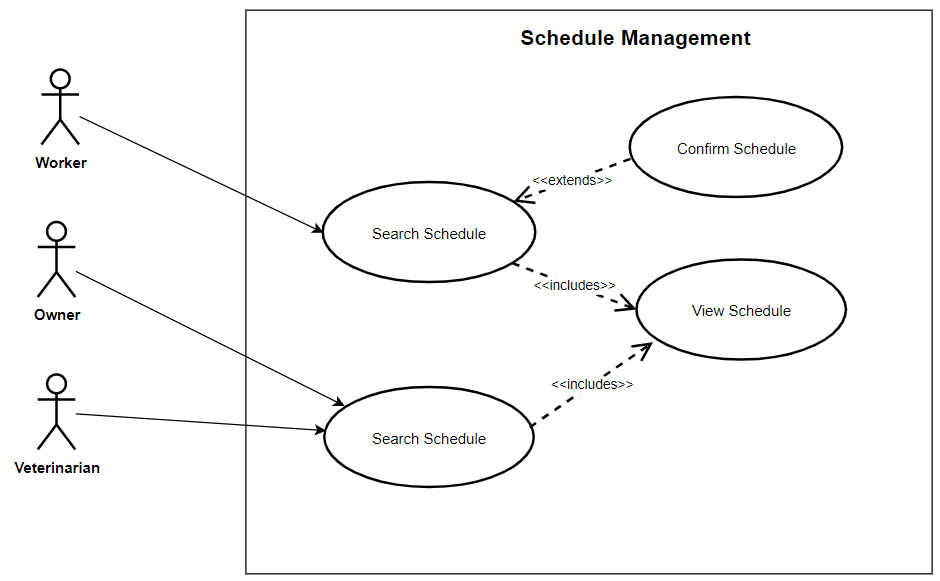 Schedule Management
Worker
Confirm Schedule
<<extends>>
Search Schedule
<<includes>>
Owner
View Schedule
<<includes>>
Search Schedule
Veterinarian